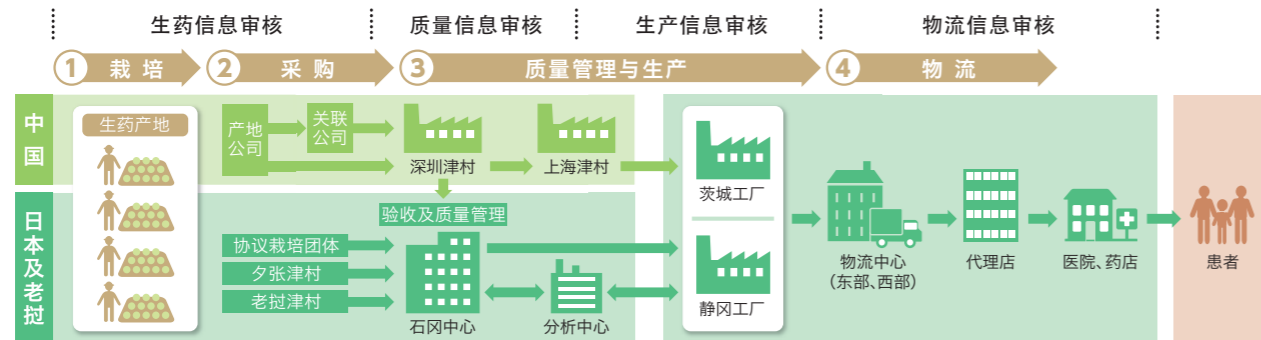 生药信息审核
质量信息审核
生产信息审核
物流信息审核
1 栽培
2 采购
3 质量管理与生产
4 物流
中国
生药产地
产地
公司
关联
公司
深圳津村
上海津村
日本及老挝
验收及质量管理
协议栽培团体
夕张津村
老挝津村
石冈中心
分析中心
茨城工厂
静冈工厂
物流中心
（东部、西部）
代理店
医院、药店
患者